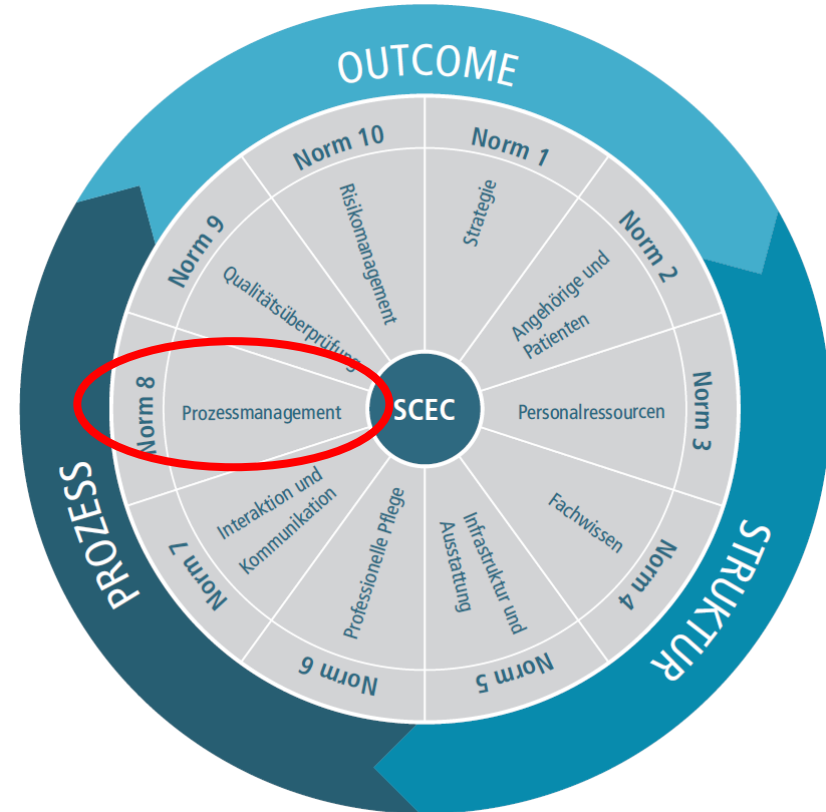 OUTCOME
Norm 1
Strategie
Norm 2
Angehörige und
Patienten
Norm 3
Personalressourcen
STRUKTUR
Norm 4
Fachwissen
Norm 5
Infrastruktur und
Ausstattung
Norm 6
Professionelle Pflege
PROZESS
Norm 7
Interaktion und
Kommunikation
Norm 8
Prozessmanagement
Norm 9
Qualitätsüberprüfung
Norm 10
Risikomanagement
SCEC